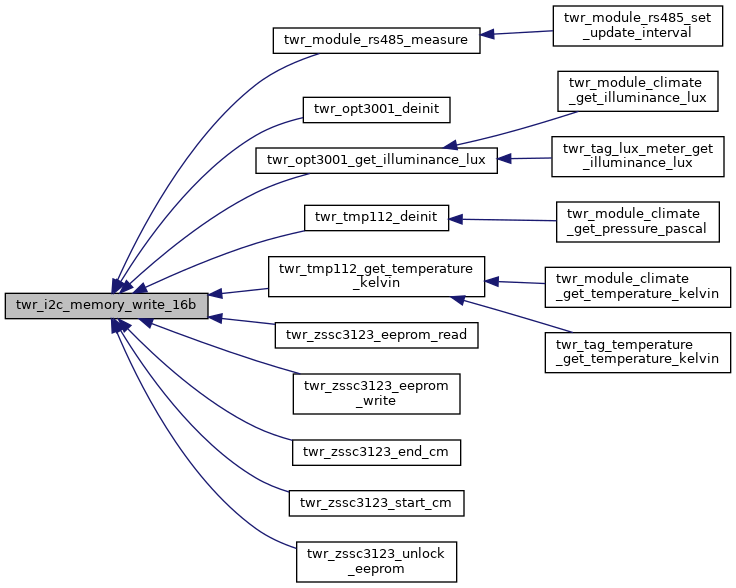 twr_module_rs485_set
_update_interval
twr_module_rs485_measure
twr_module_climate
_get_illuminance_lux
twr_opt3001_deinit
twr_opt3001_get_illuminance_lux
twr_tag_lux_meter_get
_illuminance_lux
twr_tmp112_deinit
twr_module_climate
_get_pressure_pascal
twr_tmp112_get_temperature
_kelvin
twr_module_climate
_get_temperature_kelvin
twr_i2c_memory_write_16b
twr_zssc3123_eeprom_read
twr_tag_temperature
_get_temperature_kelvin
twr_zssc3123_eeprom
_write
twr_zssc3123_end_cm
twr_zssc3123_start_cm
twr_zssc3123_unlock
_eeprom